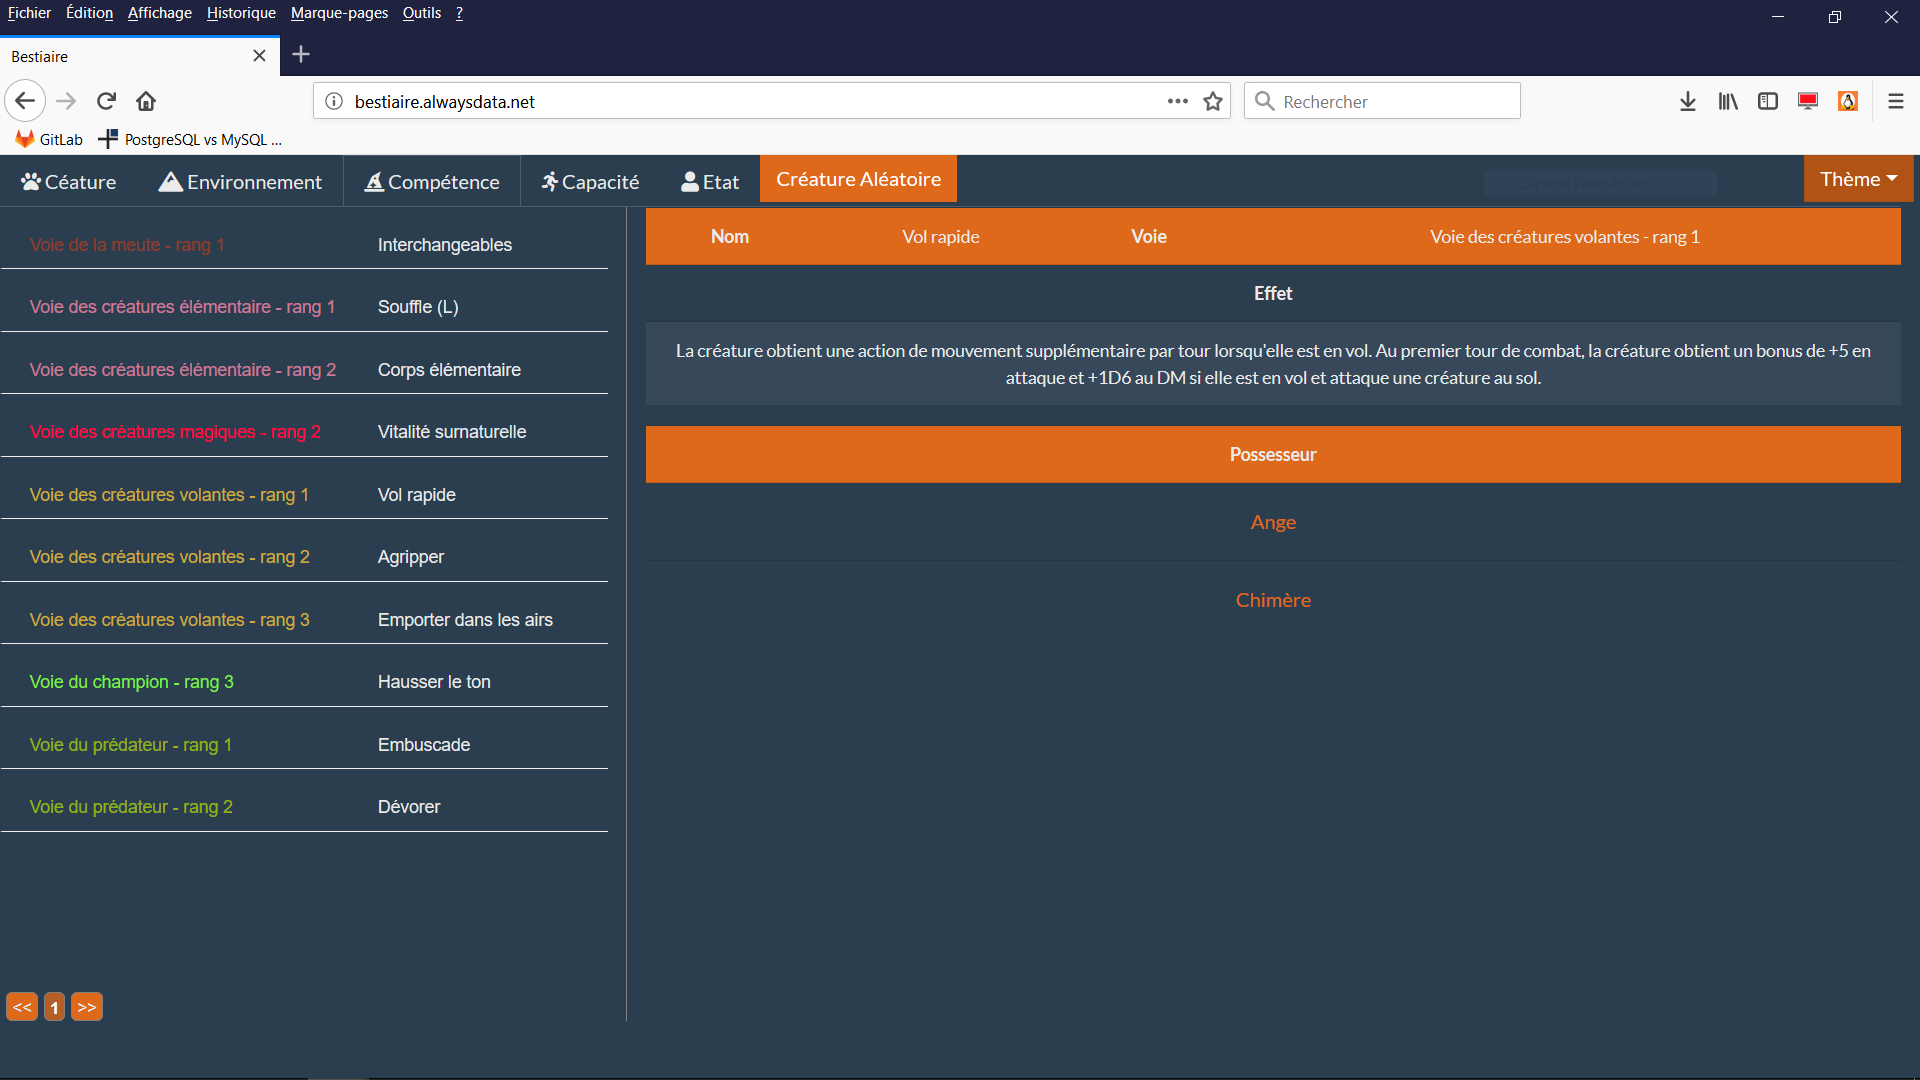 Fichier Édition Affichage Historique Marque-pages Outils ?
Bestiaire
bestiaire.alwaysdata.net
Rechercher
GitLab PostgreSQL vs MySQL ...
Céature Environnement Compétence Capacité Etat Créature Aléatoire Capture Plein écran Thème
Voie de la meute - rang 1 Interchangeables
Voie des créatures élémentaire - rang 1 Souffle (L)
Voie des créatures élémentaire - rang 2 Corps élémentaire
Voie des créatures magiques - rang 2 Vitalité surnaturelle
Voie des créatures volantes - rang 1 Vol rapide
Voie des créatures volantes - rang 2 Agripper
Voie des créatures volantes - rang 3 Emporter dans les airs
Voie du champion - rang 3 Hausser le ton
Voie du prédateur - rang 1 Embuscade
Voie du prédateur - rang 2 Dévorer
<< 1 >>
Nom Vol rapide Voie Voie des créatures volantes - rang 1
Effet
La créature obtient une action de mouvement supplémentaire par tour lorsqu'elle est en vol. Au premier tour de combat, la créature obtient un bonus de +5 en
attaque et +1D6 au DM si elle est en vol et attaque une créature au sol.
Possesseur
Ange
Chimère